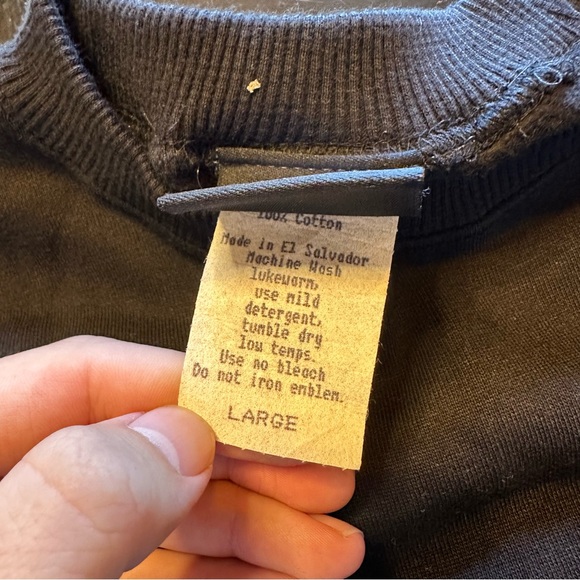 100% Cotton
Made in El Salvador
Machine Wash
lukewarm,
use mild
detergent,
tumble dry
low temps.
Use no bleach
Do not iron emblem.
LARGE